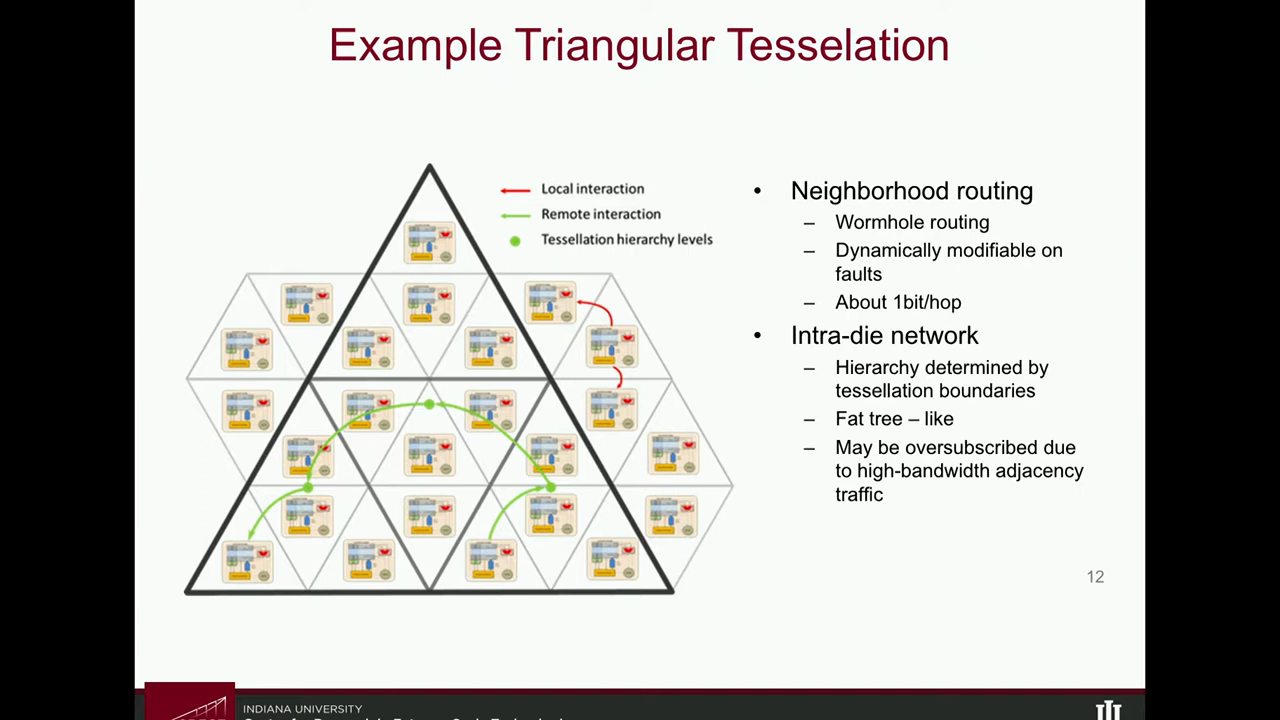 Example Triangular Tesselation
Local interaction
Remote interaction
Tessellation hierarchy levels
• Neighborhood routing
– Wormhole routing
– Dynamically modifiable on
faults
– About 1bit/hop
• Intra-die network
– Hierarchy determined by
tessellation boundaries
– Fat tree – like
– May be oversubscribed due
to high-bandwidth adjacency
traffic
12
INDIANA UNIVERSITY